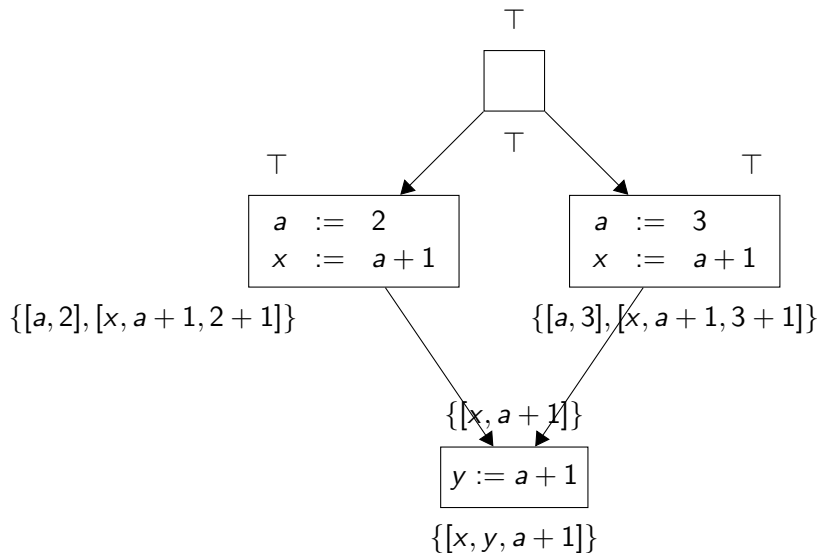 ⊤
⊤
⊤ ⊤
a := 2
x := a + 1
a := 3
x := a + 1
{[a, 2], [x, a + 1, 2 + 1]}
{[a, 3], [x, a + 1, 3 + 1]}
{[x, a + 1]}
y := a + 1
{[x, y, a + 1]}